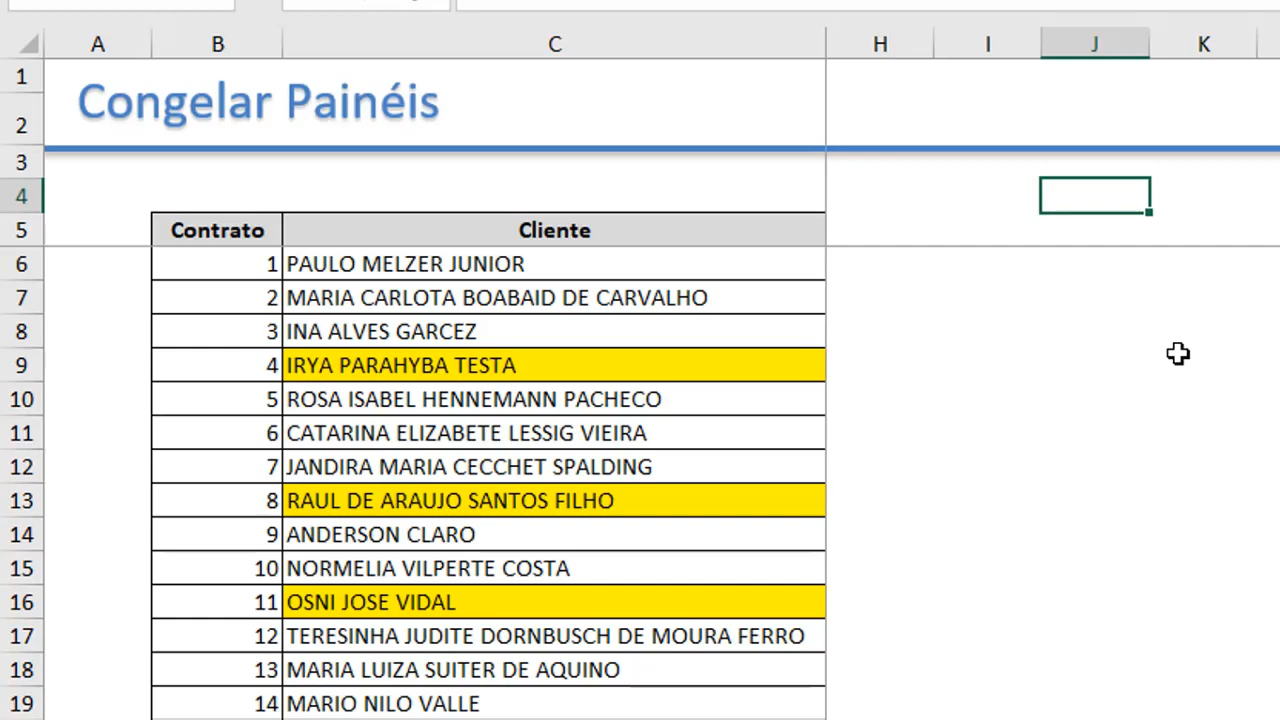 A B C H I J K
1
2 Congelar Painéis
3
4
5 Contrato Cliente
6 1 PAULO MELZER JUNIOR
7 2 MARIA CARLOTA BOABAID DE CARVALHO
8 3 INA ALVES GARCEZ
9 4 IRYA PARAHYBA TESTA
10 5 ROSA ISABEL HENNEMANN PACHECO
11 6 CATARINA ELIZABETE LESSIG VIEIRA
12 7 JANDIRA MARIA CECCHET SPALDING
13 8 RAUL DE ARAUJO SANTOS FILHO
14 9 ANDERSON CLARO
15 10 NORMELIA VILPERTE COSTA
16 11 OSNI JOSE VIDAL
17 12 TERESINHA JUDITE DORNBUSCH DE MOURA FERRO
18 13 MARIA LUIZA SUITER DE AQUINO
19 14 MARIO NILO VALLE